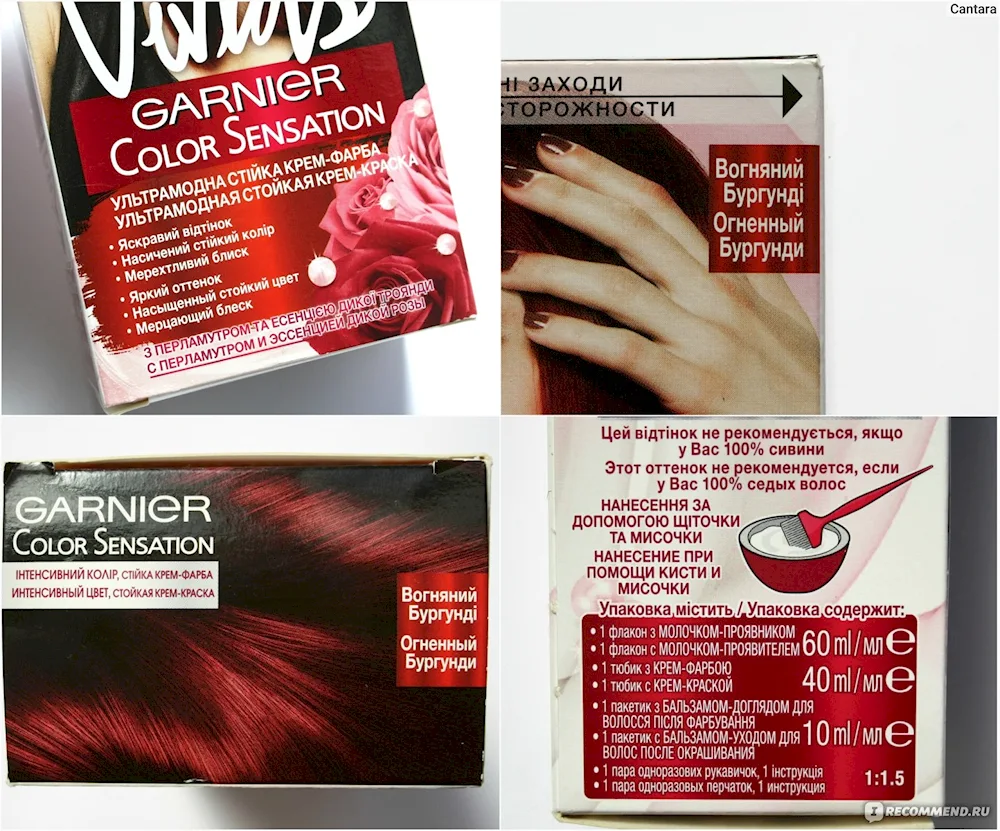 Cantara
Vivids
GARNIER
COLOR SENSATION
УЛЬТРАМОДНА СТІЙКА КРЕМ-ФАРБА
УЛЬТРАМОДНАЯ СТОЙКАЯ КРЕМ-КРАСКА
• Яскравий відтінок
• Насичений стійкий колір
• Мерехтливий блиск
• Яркий оттенок
• Насыщенный стойкий цвет
• Мерцающий блеск
З ПЕРЛАМУТРОМ ТА ЕСЕНЦІЄЮ ДИКОЇ ТРОЯНДИ
С ПЕРЛАМУТРОМ И ЭССЕНЦИЕЙ ДИКОЙ РОЗЫ
НІ ЗАХОДИ
СТОРОЖНОСТИ
Вогняний
Бургунді
Огненный
Бургунди
GARNIER
COLOR SENSATION
ІНТЕНСИВНИЙ КОЛІР, СТІЙКА КРЕМ-ФАРБА
ИНТЕНСИВНЫЙ ЦВЕТ, СТОЙКАЯ КРЕМ-КРАСКА
Вогняний
Бургунді
Огненный
Бургунди
Цей відтінок не рекомендується, якщо
у Вас 100% сивини
Этот оттенок не рекомендуется, если
у Вас 100% седых волос
НАНЕСЕННЯ ЗА
ДОПОМОГОЮ ЩІТОЧКИ
ТА МИСОЧКИ
НАНЕСЕНИЕ ПРИ
ПОМОЩИ КИСТИ И
МИСОЧКИ
Упаковка містить / Упаковка содержит:
• 1 флакон з МОЛОЧКОМ-ПРОЯВНИКОМ
• 1 флакон с МОЛОЧКОМ-ПРОЯВИТЕЛЕМ 60 ml/мл ℮
• 1 тюбик з КРЕМ-ФАРБОЮ
• 1 тюбик с КРЕМ-КРАСКОЙ 40 ml/мл ℮
• 1 пакетик з БАЛЬЗАМОМ-ДОГЛЯДОМ ДЛЯ
ВОЛОССЯ ПІСЛЯ ФАРБУВАННЯ
• 1 пакетик с БАЛЬЗАМОМ-УХОДОМ для 10 ml/мл ℮
ВОЛОС ПОСЛЕ ОКРАШИВАНИЯ
• 1 пара одноразових рукавичок, 1 інструкція
• 1 пара одноразовых перчаток, 1 инструкция 1:1.5
IRECOMMEND.RU